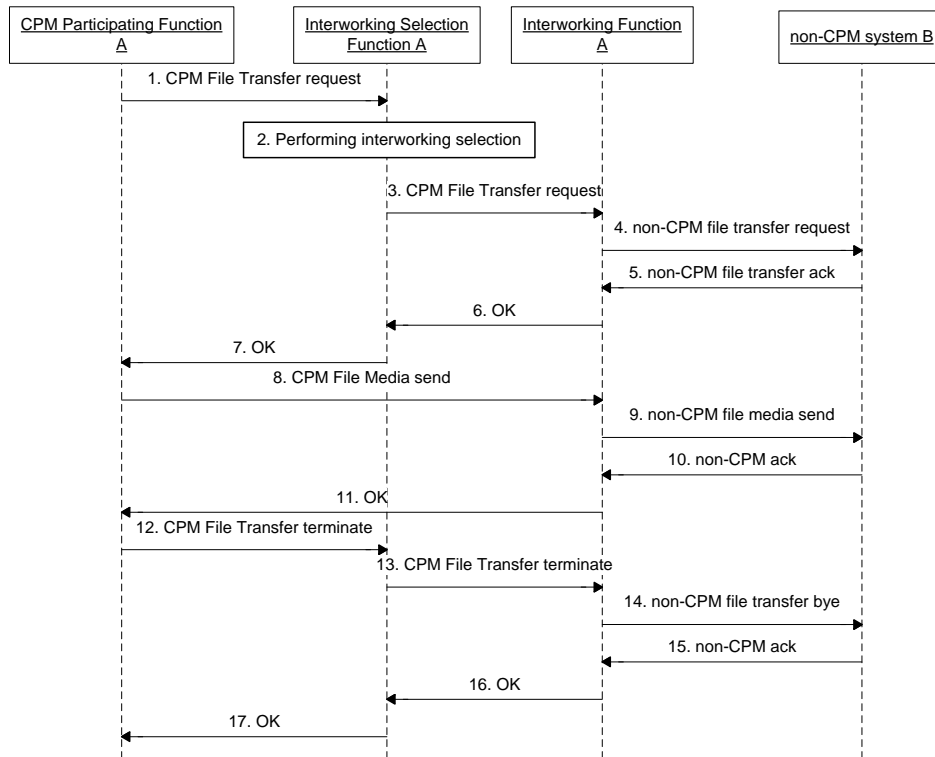 CPM Participating Function
A
Interworking Selection
Function A
Interworking Function
A
non-CPM system B
1. CPM File Transfer request
2. Performing interworking selection
3. CPM File Transfer request
4. non-CPM file transfer request
5. non-CPM file transfer ack
6. OK
7. OK
8. CPM File Media send
9. non-CPM file media send
10. non-CPM ack
11. OK
12. CPM File Transfer terminate
13. CPM File Transfer terminate
14. non-CPM file transfer bye
15. non-CPM ack
16. OK
17. OK